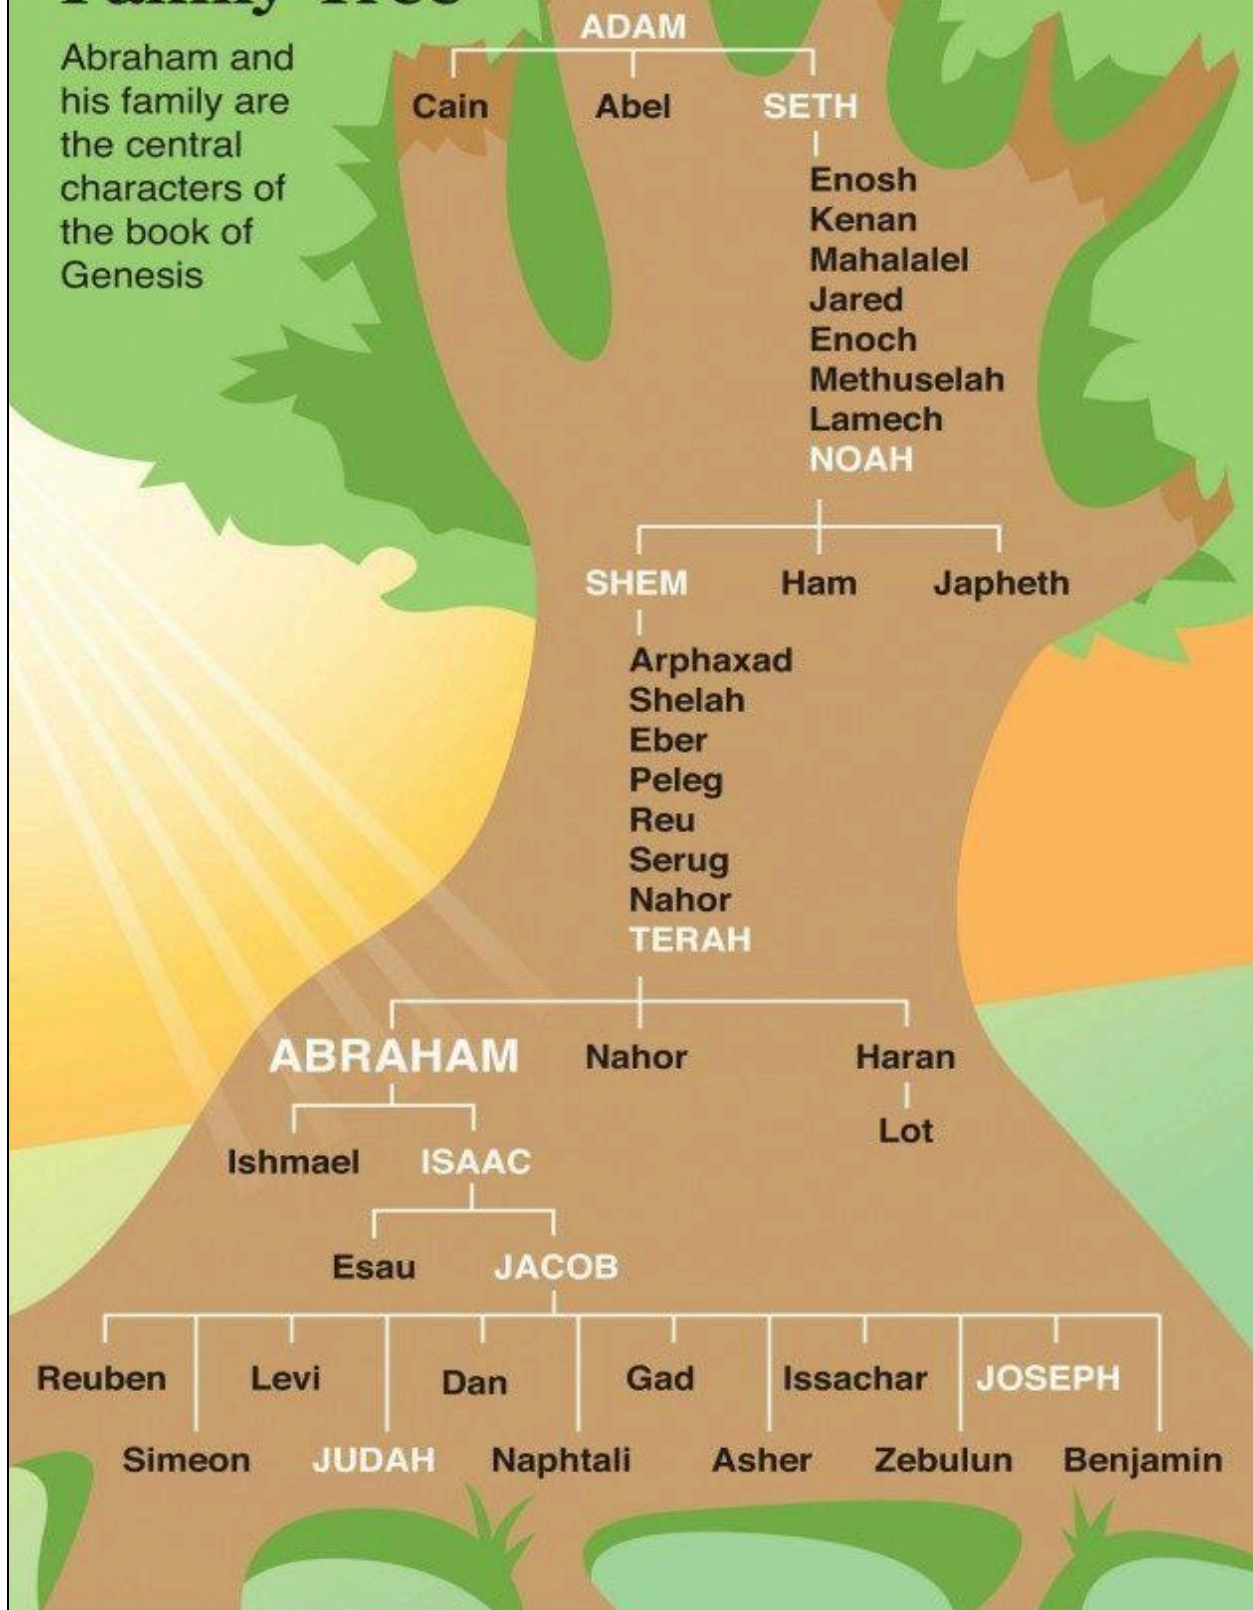 Family Tree
Abraham and
his family are
the central
characters of
the book of
Genesis
ADAM
Cain Abel SETH
Enosh
Kenan
Mahalalel
Jared
Enoch
Methuselah
Lamech
NOAH
SHEM Ham Japheth
Arphaxad
Shelah
Eber
Peleg
Reu
Serug
Nahor
TERAH
ABRAHAM Nahor Haran
Lot
Ishmael ISAAC
Esau JACOB
Reuben Levi Dan Gad Issachar JOSEPH
Simeon JUDAH Naphtali Asher Zebulun Benjamin